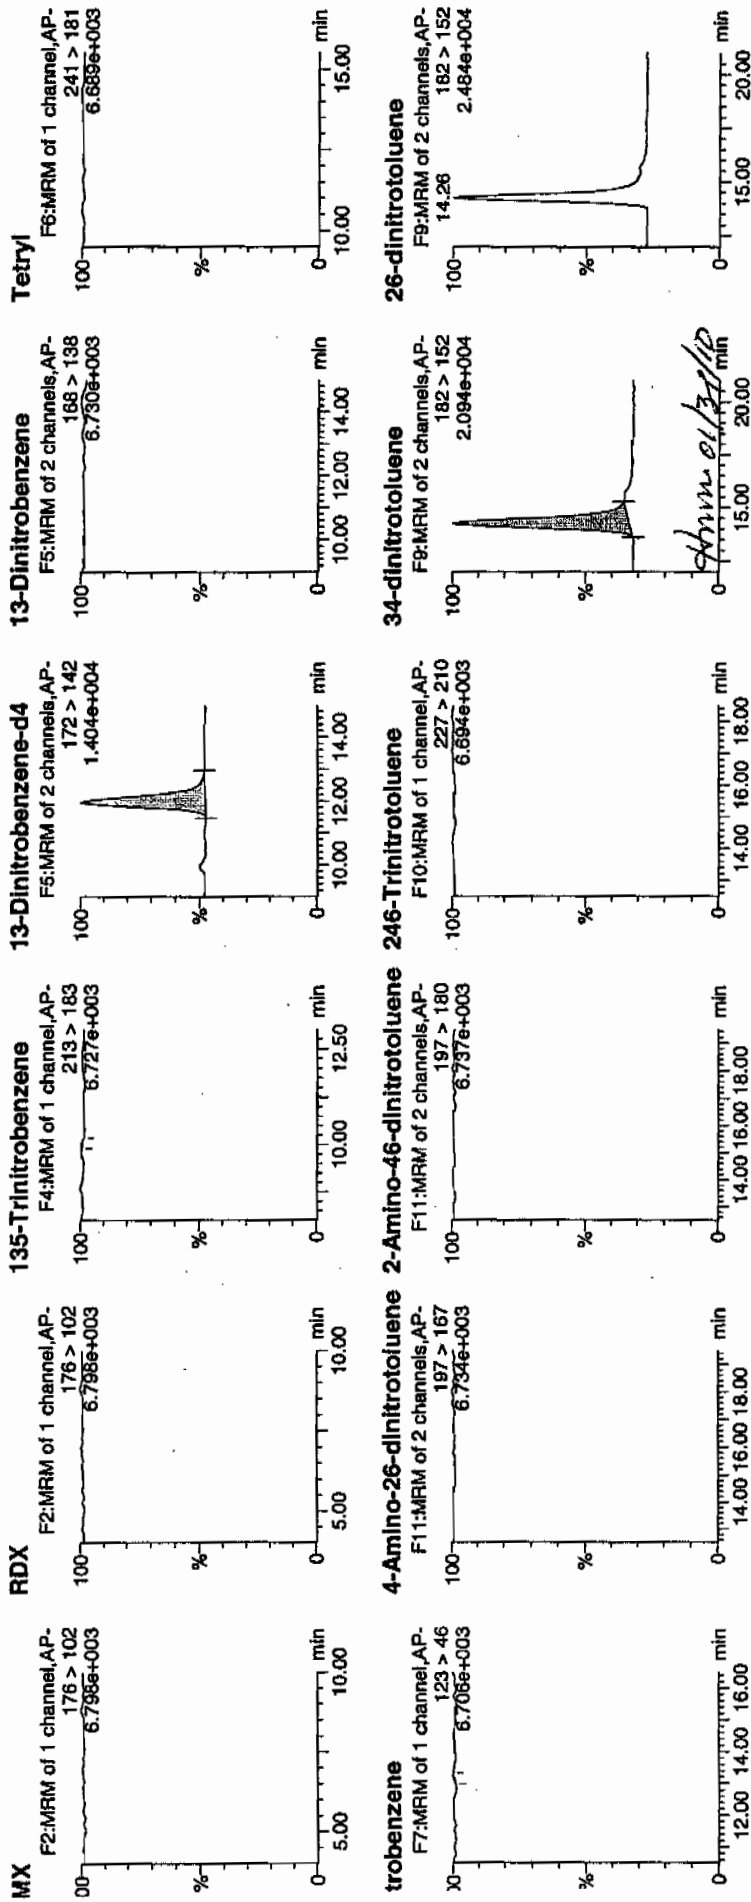 MX
F2:MRM of 1 channel,AP-
176 > 102
6.798e+003
00
%
0
5.00
10.00
min
RDX
F2:MRM of 1 channel,AP-
176 > 102
6.798e+003
100
%
0
5.00
10.00
min
135-Trinitrobenzene
F4:MRM of 1 channel,AP-
213 > 183
6.727e+003
100
%
0
10.00
12.50
min
13-Dinitrobenzene-d4
F5:MRM of 2 channels,AP-
172 > 142
1.404e+004
100
%
0
10.00
12.00
14.00
min
13-Dinitrobenzene
F5:MRM of 2 channels,AP-
168 > 138
6.730e+003
100
%
0
10.00
12.00
14.00
min
Tetryl
F6:MRM of 1 channel,AP-
241 > 181
6.689e+003
100
%
0
10.00
15.00
min
trobenzene
F7:MRM of 1 channel,AP-
123 > 46
6.706e+003
00
%
0
12.00
14.00
16.00
min
4-Amino-26-dinitrotoluene
F11:MRM of 2 channels,AP-
197 > 167
6.734e+003
100
%
0
14.00
16.00
18.00
min
2-Amino-46-dinitrotoluene
F11:MRM of 2 channels,AP-
197 > 180
6.737e+003
100
%
0
14.00
16.00
18.00
min
246-Trinitrotoluene
F10:MRM of 1 channel,AP-
227 > 210
6.694e+003
100
%
0
14.00
16.00
18.00
min
34-dinitrotoluene
F9:MRM of 2 channels,AP-
182 > 152
2.094e+004
100
%
0
15.00
20.00
min
26-dinitrotoluene
F9:MRM of 2 channels,AP-
14.26
182 > 152
2.484e+004
100
%
0
15.00
20.00
min